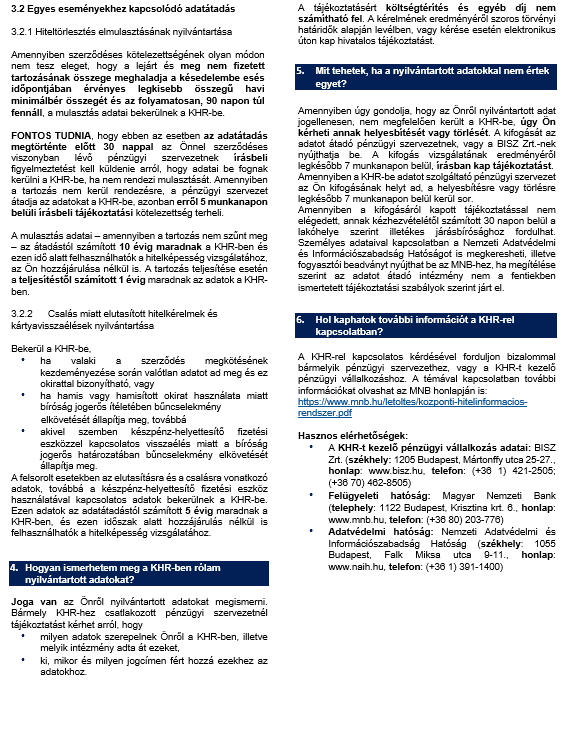 3.2 Egyes eseményekhez kapcsolódó adatátadás
3.2.1 Hiteltörlesztés elmulasztásának nyilvántartása
Amennyiben szerződéses kötelezettségének olyan módon
nem tesz eleget, hogy a lejárt és meg nem fizetett
tartozásának összege meghaladja a késedelembe esés
időpontjában érvényes legkisebb összegű havi
minimálbér összegét és az folyamatosan, 90 napon túl
fennáll, a mulasztás adatai bekerülnek a KHR-be.
FONTOS TUDNIA, hogy ebben az esetben az adatátadás
megtörténte előtt 30 nappal az Önnel szerződéses
viszonyban lévő pénzügyi szervezetnek írásbeli
figyelmeztetést kell küldenie arról, hogy adatai be fognak
kerülni a KHR-be, ha nem rendezi mulasztását. Amennyiben
a tartozás nem kerül rendezésre, a pénzügyi szervezet
átadja az adatokat a KHR-be, azonban erről 5 munkanapon
belüli írásbeli tájékoztatási kötelezettség terheli.
A mulasztás adatai – amennyiben a tartozás nem szűnt meg
– az átadástól számított 10 évig maradnak a KHR-ben és
ezen idő alatt felhasználhatók a hitelképesség vizsgálatához,
az Ön hozzájárulása nélkül is. A tartozás teljesítése esetén
a teljesítéstől számított 1 évig maradnak az adatok a KHR-
ben.
3.2.2 Csalás miatt elutasított hitelkérelmek és
kártyavisszaélések nyilvántartása
Bekerül a KHR-be,
• ha valaki a szerződés megkötésének
kezdeményezése során valótlan adatot ad meg és ez
okirattal bizonyítható, vagy
• ha hamis vagy hamisított okirat használata miatt
bíróság jogerős ítéletében bűncselekmény
elkövetését állapítja meg, továbbá
• akivel szemben készpénz-helyettesítő fizetési
eszközzel kapcsolatos visszaélés miatt a bíróság
jogerős határozatában bűncselekmény elkövetését
állapítja meg.
A felsorolt esetekben az elutasításra és a csalásra vonatkozó
adatok, továbbá a készpénz-helyettesítő fizetési eszköz
használatával kapcsolatos adatok bekerülnek a KHR-be.
Ezen adatok az adatátadástól számított 5 évig maradnak a
KHR-ben, és ezen időszak alatt hozzájárulás nélkül is
felhasználhatók a hitelképesség vizsgálatához.
4. Hogyan ismerhetem meg a KHR-ben rólam
nyilvántartott adatokat?
Joga van az Önről nyilvántartott adatokat megismerni.
Bármely KHR-hez csatlakozott pénzügyi szervezetnél
tájékoztatást kérhet arról, hogy
• milyen adatok szerepelnek Önről a KHR-ben, illetve
melyik intézmény adta át ezeket,
• ki, mikor és milyen jogcímen fért hozzá ezekhez az
adatokhoz.
A tájékoztatásért költségtérítés és egyéb díj nem
számítható fel. A kérelmének eredményéről szoros törvényi
határidők alapján levélben, vagy kérése esetén elektronikus
úton kap hivatalos tájékoztatást.
5. Mit tehetek, ha a nyilvántartott adatokkal nem értek
egyet?
Amennyiben úgy gondolja, hogy az Önről nyilvántartott adat
jogellenesen, nem megfelelően került a KHR-be, úgy Ön
kérheti annak helyesbítését vagy törlését. A kifogását az
adatot átadó pénzügyi szervezetnek, vagy a BISZ Zrt.-nek
nyújthatja be. A kifogás vizsgálatának eredményéről
legkésőbb 7 munkanapon belül, írásban kap tájékoztatást.
Amennyiben a KHR-be adatot szolgáltató pénzügyi szervezet
az Ön kifogásának helyt ad, a helyesbítésre vagy törlésre
legkésőbb 7 munkanapon belül kerül sor.
Amennyiben a kifogásáról kapott tájékoztatással nem
elégedett, annak kézhezvételétől számított 30 napon belül a
lakóhelye szerint illetékes járásbírósághoz fordulhat.
Személyes adataival kapcsolatban a Nemzeti Adatvédelmi
és Információszabadság Hatóságot is megkeresheti, illetve
fogyasztói beadványt nyújthat be az MNB-hez, ha megítélése
szerint az adatot átadó intézmény nem a fentiekben
ismertetett tájékoztatási szabályok szerint járt el.
6. Hol kaphatok további információt a KHR-rel
kapcsolatban?
A KHR-rel kapcsolatos kérdésével forduljon bizalommal
bármelyik pénzügyi szervezethez, vagy a KHR-t kezelő
pénzügyi vállalkozáshoz. A témával kapcsolatban további
információkat olvashat az MNB honlapján is:
https://www.mnb.hu/letoltes/kozponti-hitelinformacios-
rendszer.pdf
Hasznos elérhetőségek:
• A KHR-t kezelő pénzügyi vállalkozás adatai: BISZ
Zrt. (székhely: 1205 Budapest, Mártonffy utca 25-27.,
honlap: www.bisz.hu, telefon: (+36 1) 421-2505;
(+36 70) 462-8505)
• Felügyeleti hatóság: Magyar Nemzeti Bank
(telephely: 1122 Budapest, Krisztina krt. 6., honlap:
www.mnb.hu, telefon: (+36 80) 203-776)
• Adatvédelmi hatóság: Nemzeti Adatvédelmi és
Információszabadság Hatóság (székhely: 1055
Budapest, Falk Miksa utca 9-11., honlap:
www.naih.hu, telefon: (+36 1) 391-1400)